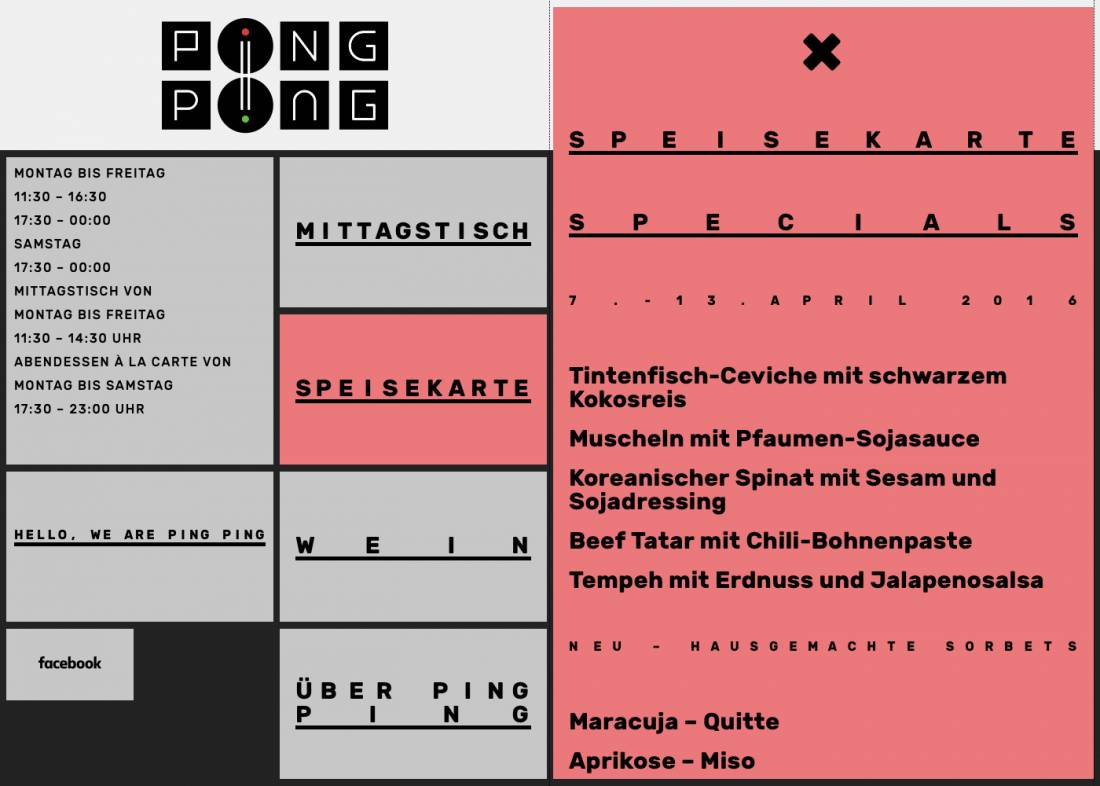 PING
PONG
MONTAG BIS FREITAG
11:30 – 16:30
17:30 – 00:00
SAMSTAG
17:30 – 00:00
MITTAGSTISCH VON
MONTAG BIS FREITAG
11:30 – 14:30 UHR
ABENDESSEN À LA CARTE VON
MONTAG BIS SAMSTAG
17:30 – 23:00 UHR
HELLO, WE ARE PING PING
facebook
MITTAGSTISCH
SPEISEKARTE
WEIN
ÜBER PING
PING
SPEISEKARTE
SPECIALS
7.-13.APRIL 2016
Tintenfisch-Ceviche mit schwarzem
Kokosreis
Muscheln mit Pfaumen-Sojasauce
Koreanischer Spinat mit Sesam und
Sojadressing
Beef Tatar mit Chili-Bohnenpaste
Tempeh mit Erdnuss und Jalapenosalsa
NEU – HAUSGEMACHTE SORBETS
Maracuja – Quitte
Aprikose – Miso